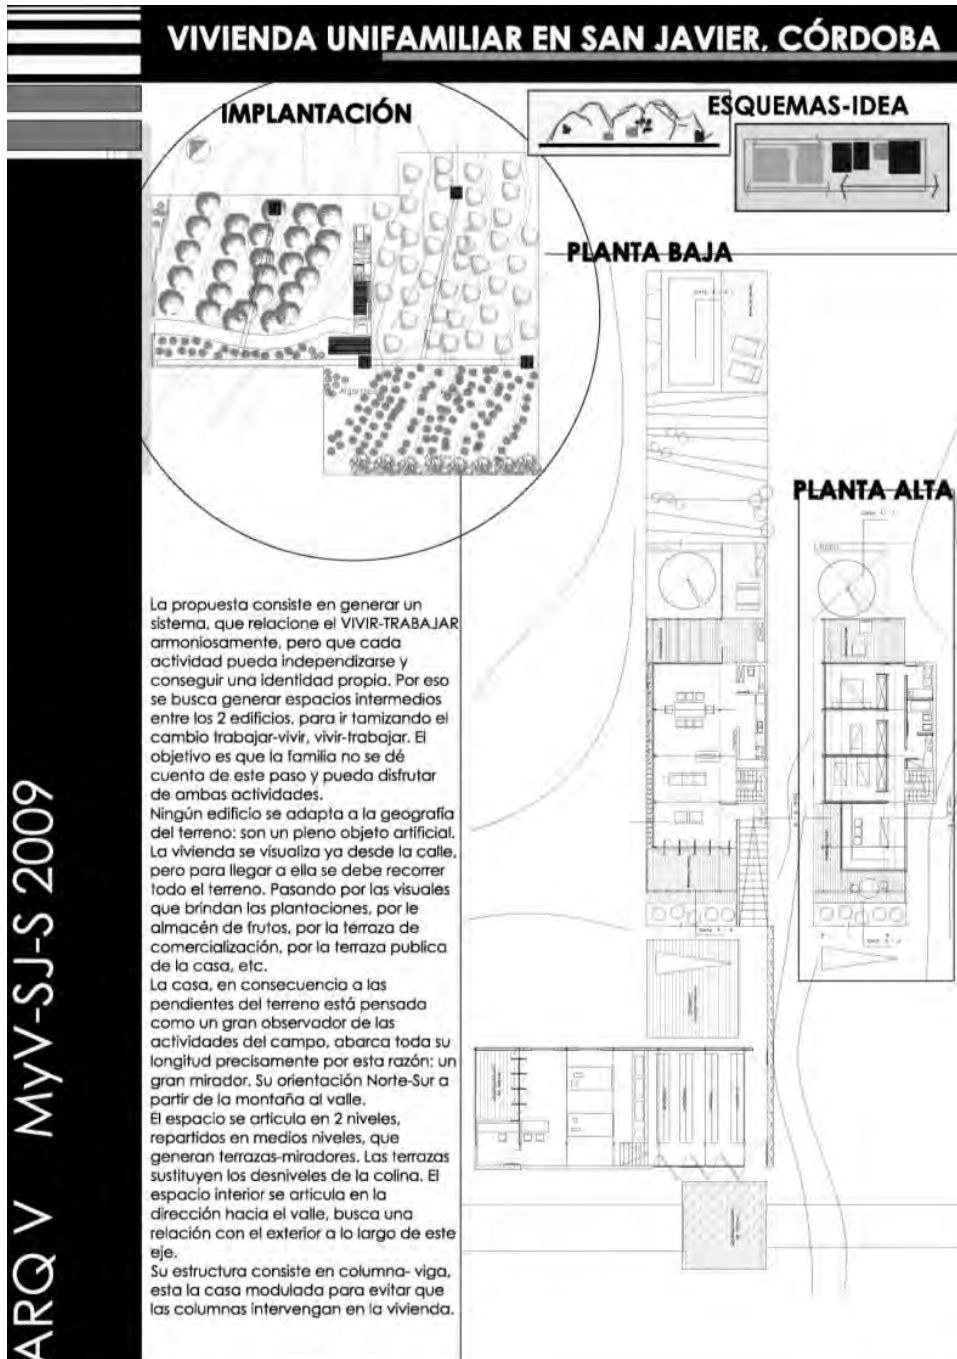 VIVIENDA UNIFAMILIAR EN SAN JAVIER, CÓRDOBA
IMPLANTACIÓN
ESQUEMAS-IDEA
PLANTA BAJA
PLANTA ALTA
La propuesta consiste en generar un
sistema, que relacione el VIVIR-TRABAJAR
armoniosamente, pero que cada
actividad pueda independizarse y
conseguir una identidad propia. Por eso
se busca generar espacios intermedios
entre los 2 edificios, para ir tamizando el
cambio trabajar-vivir, vivir-trabajar. El
objetivo es que la familia no se dé
cuenta de este paso y pueda disfrutar
de ambas actividades.
Ningún edificio se adapta a la geografía
del terreno: son un pleno objeto artificial.
La vivienda se visualiza ya desde la calle,
pero para llegar a ella se debe recorrer
todo el terreno. Pasando por las visuales
que brindan las plantaciones, por le
almacén de frutos, por la terraza de
comercialización, por la terraza publica
de la casa, etc.
La casa, en consecuencia a las
pendientes del terreno está pensada
como un gran observador de las
actividades del campo, abarca toda su
longitud precisamente por esta razón: un
gran mirador. Su orientación Norte-Sur a
partir de la montaña al valle.
El espacio se articula en 2 niveles,
repartidos en medios niveles, que
generan terrazas-miradores. Las terrazas
sustituyen los desniveles de la colina. El
espacio interior se articula en la
dirección hacia el valle, busca una
relación con el exterior a lo largo de este
eje.
Su estructura consiste en columna- viga,
esta la casa modulada para evitar que
las columnas intervengan en la vivienda.
ARQ V MyV-SJ-S 2009